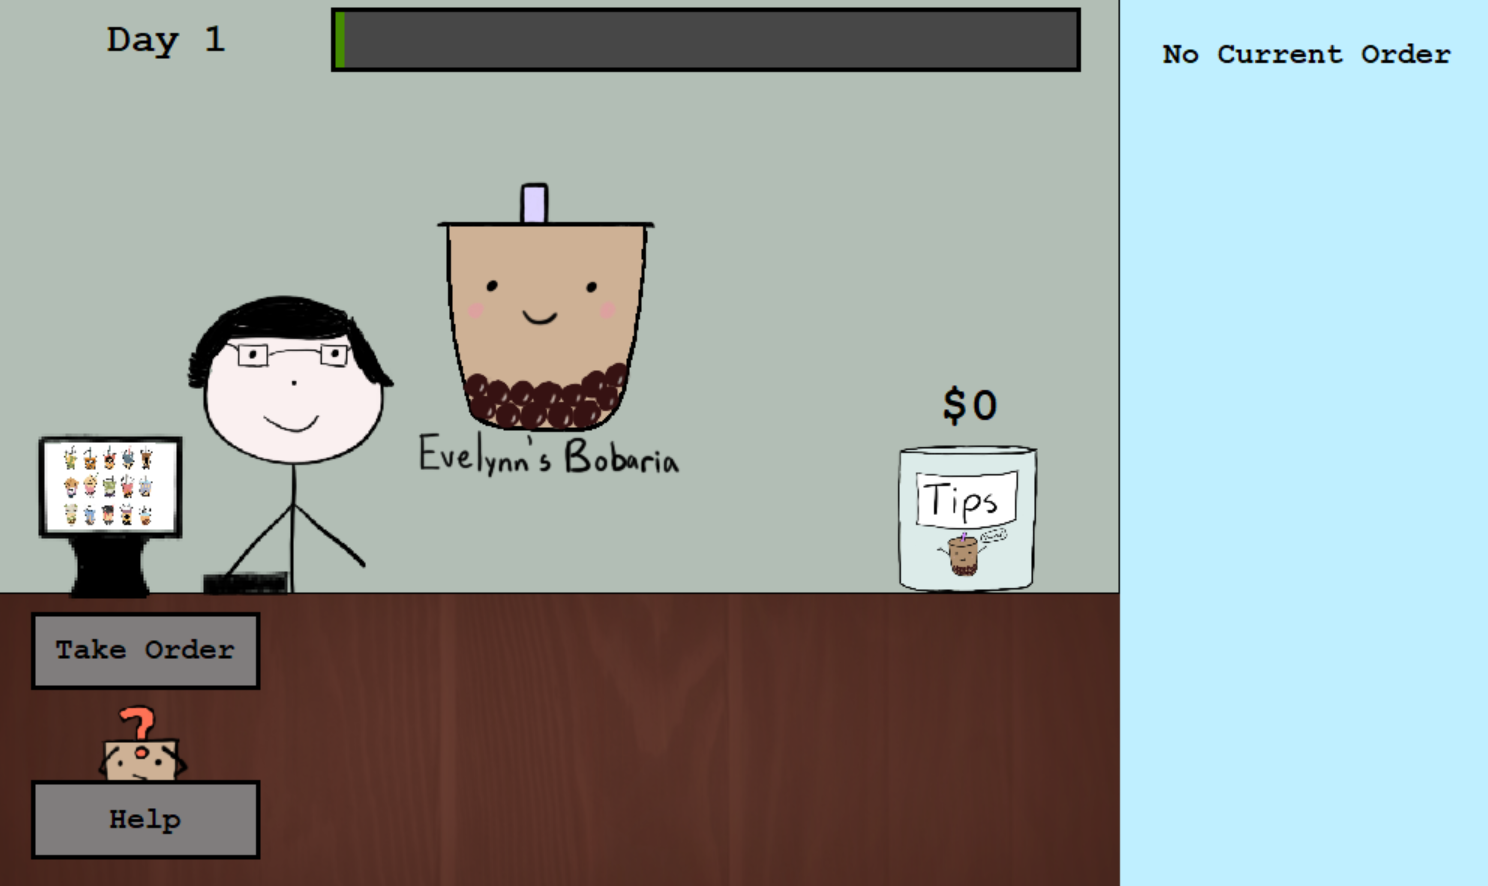 Day 1
No Current Order
$0
Evelynn's Bobaria
Tips
Take Order
?
Help